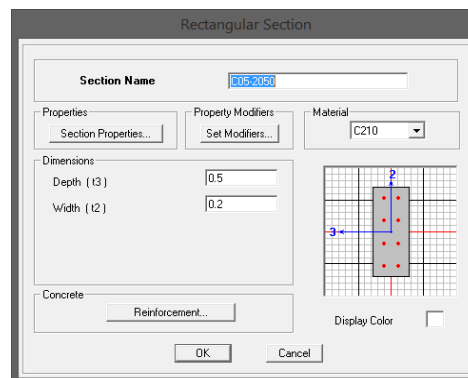 Rectangular Section
Section Name
C05-2050
Properties
Section Properties...
Property Modifiers
Set Modifiers...
Material
C210
Dimensions
Depth ( t3 )
0.5
Width ( t2 )
0.2
2
3
Concrete
Reinforcement...
Display Color
OK
Cancel